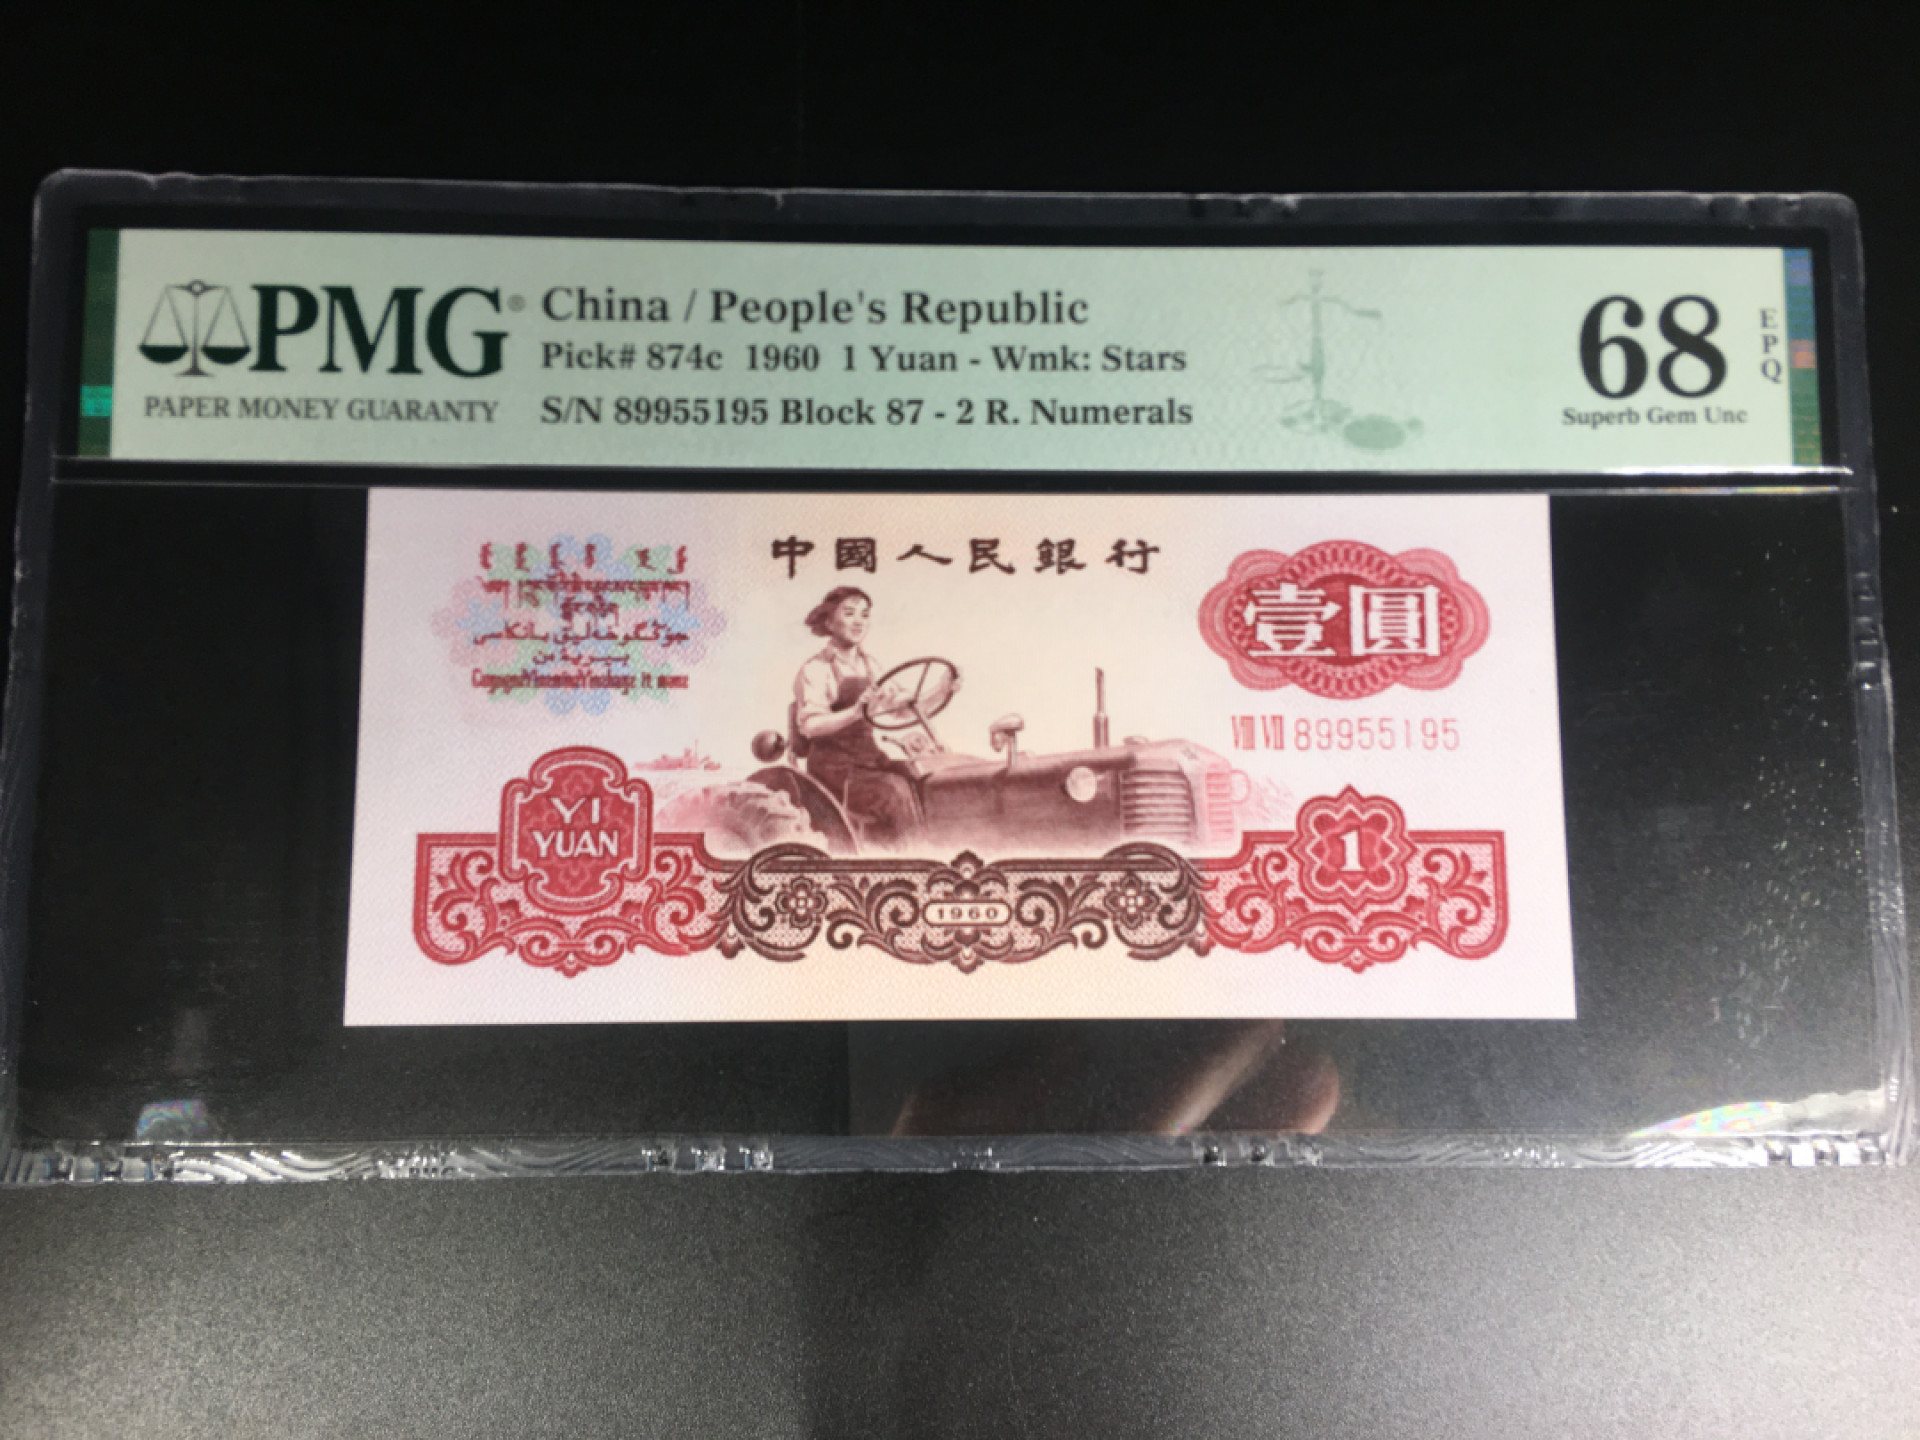 PMG®
PAPER MONEY GUARANTY
China / People's Republic
Pick# 874c 1960 1 Yuan - Wmk: Stars
S/N 89955195 Block 87 - 2 R. Numerals
68
EPQ
Superb Gem Unc
中國人民銀行
壹圓
VIII VII 89955195
YI
YUAN
1960
1